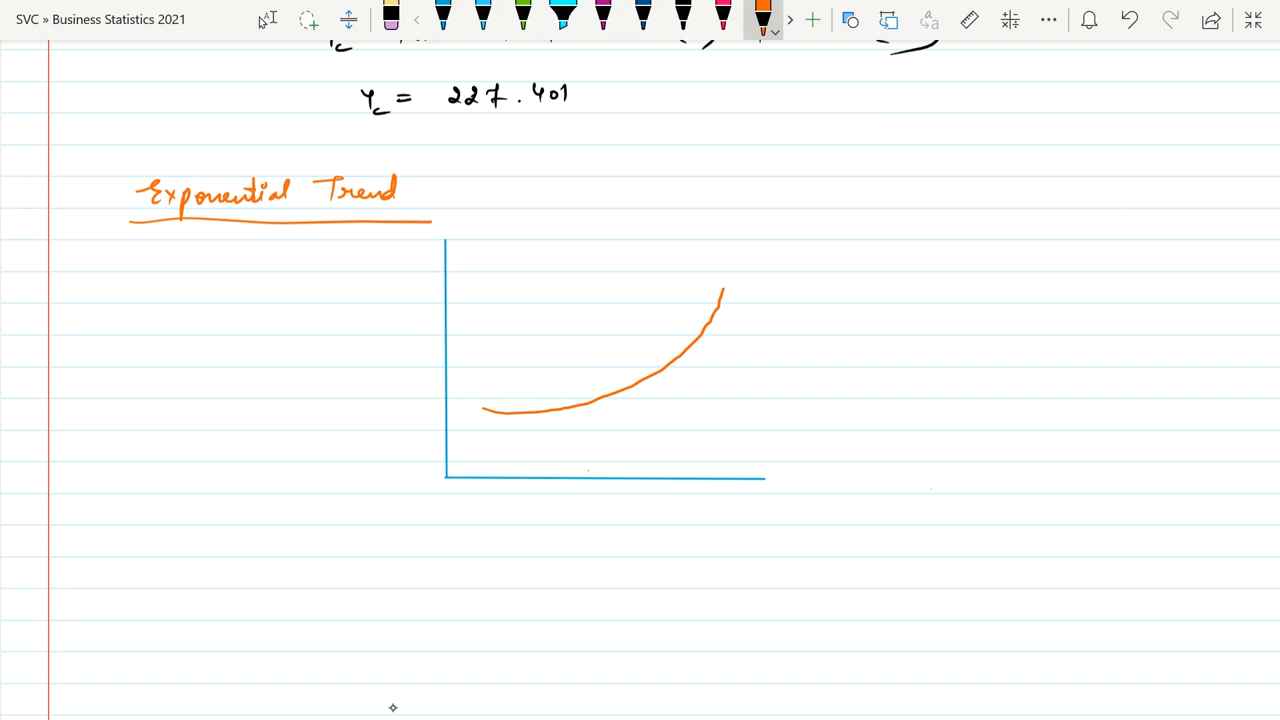 SVC » Business Statistics 2021
Yc = 227.401
Exponential Trend